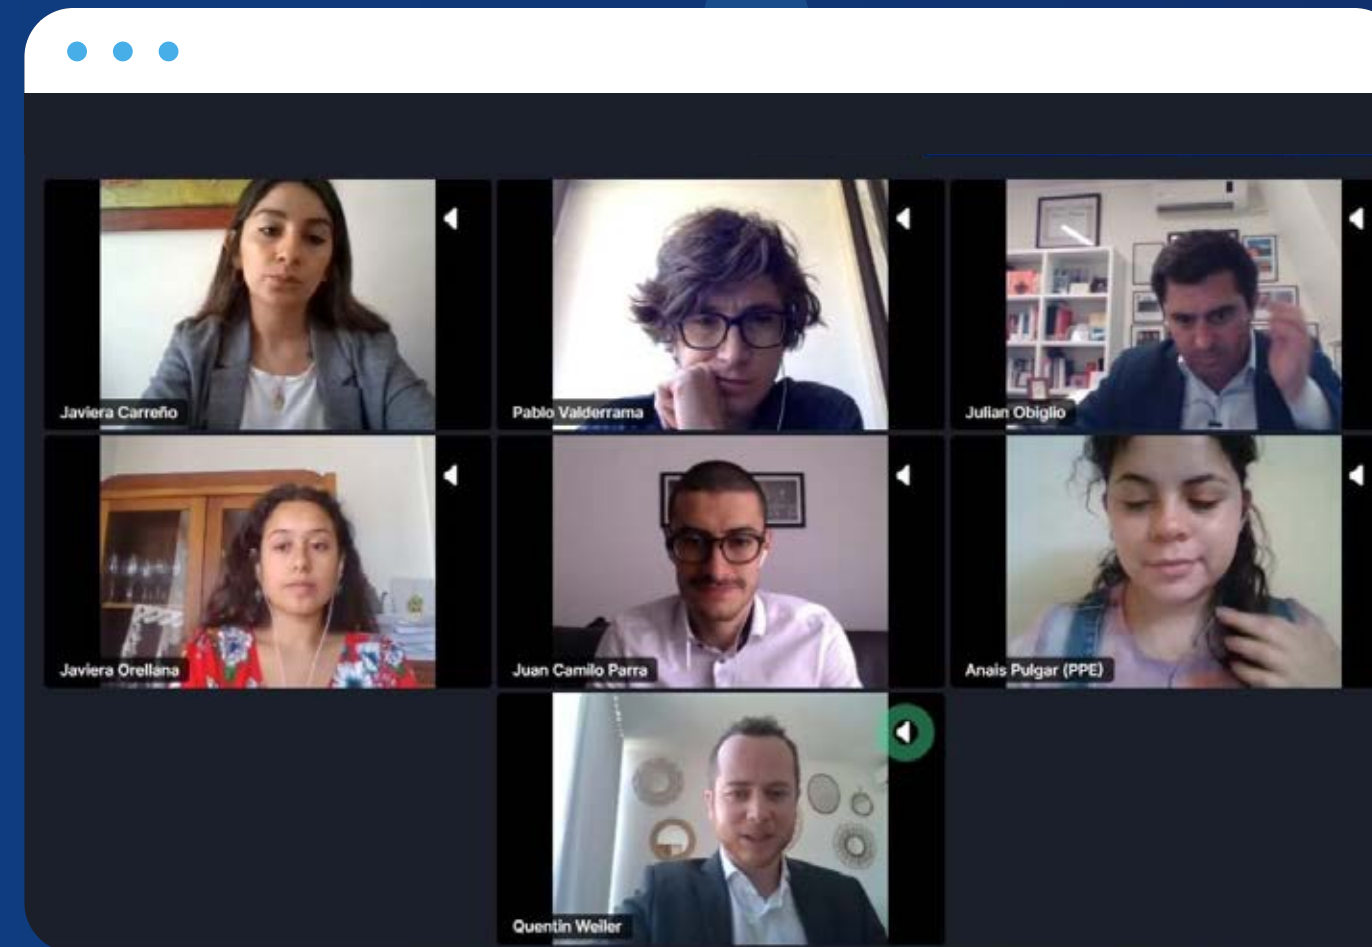 Javiera Carreño
Pablo Valderrama
Julian Obiglio
Javiera Orellana
Juan Camilo Parra
Anais Pulgar (PPE)
Quentin Weiler